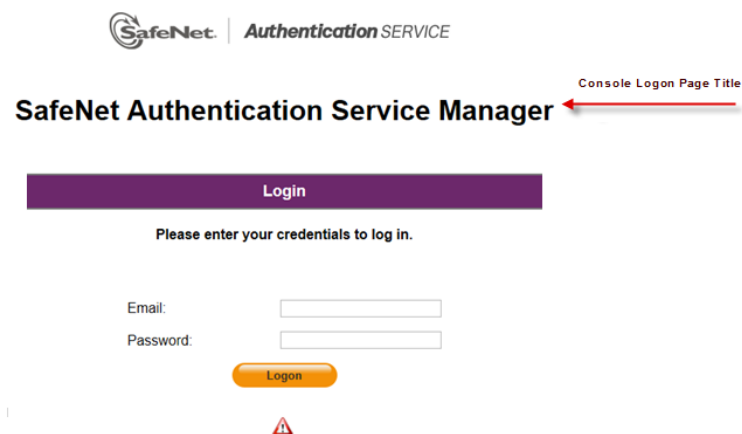 SafeNet. Authentication SERVICE
Console Logon Page Title
SafeNet Authentication Service Manager
Login
Please enter your credentials to log in.
Email:
Password:
Logon